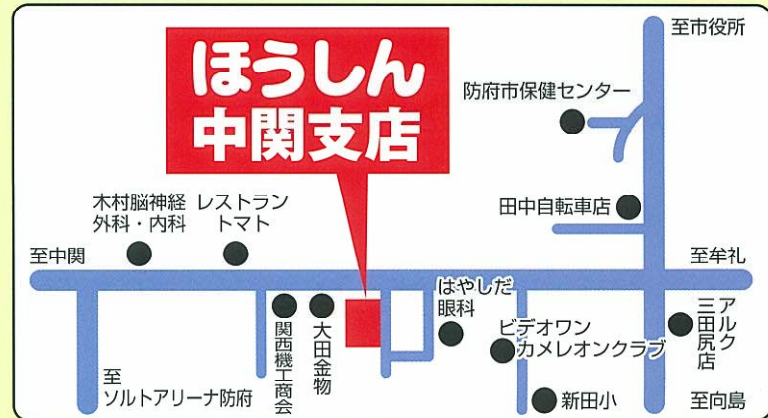 至市役所
ほうしん
中関支店
防府市保健センター
木村脳神経
外科・内科
レストラン
トマト
田中自転車店
至中関
至牟礼
はやしだ
眼科
関西機工商会
大田金物
ビデオワン
カメレオンクラブ
アルク
三田尻店
至
ソルトアリーナ防府
新田小
至向島